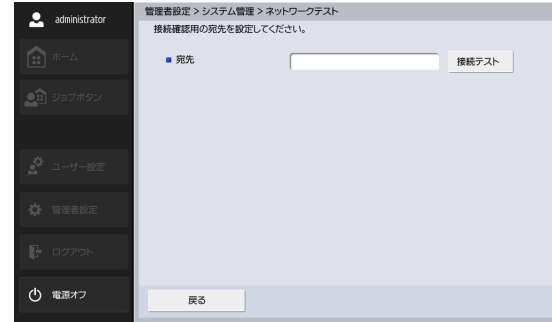 administrator
ホーム
ジョブボタン
ユーザー設定
管理者設定
ログアウト
電源オフ
管理者設定 > システム管理 > ネットワークテスト
接続確認用の宛先を設定してください。
宛先
接続テスト
戻る